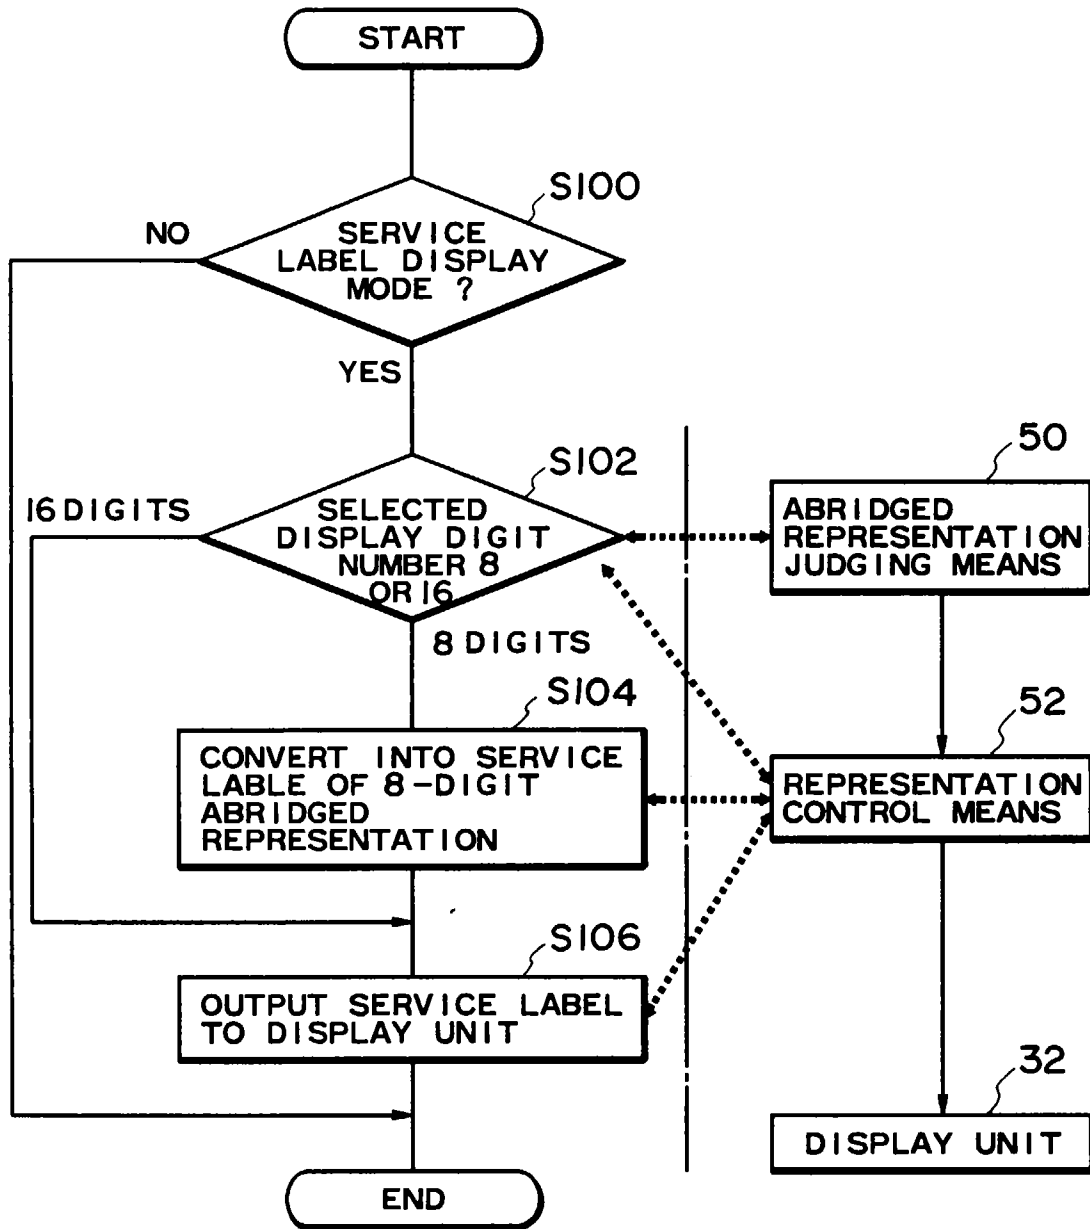 START
S100
NO
SERVICE
LABEL DISPLAY
MODE ?
YES
S102
16 DIGITS
SELECTED
DISPLAY DIGIT
NUMBER 8
OR 16
8 DIGITS
50
ABRIDGED
REPRESENTATION
JUDGING MEANS
S104
CONVERT INTO SERVICE
LABLE OF 8-DIGIT
ABRIDGED
REPRESENTATION
52
REPRESENTATION
CONTROL MEANS
S106
OUTPUT SERVICE LABEL
TO DISPLAY UNIT
32
DISPLAY UNIT
END